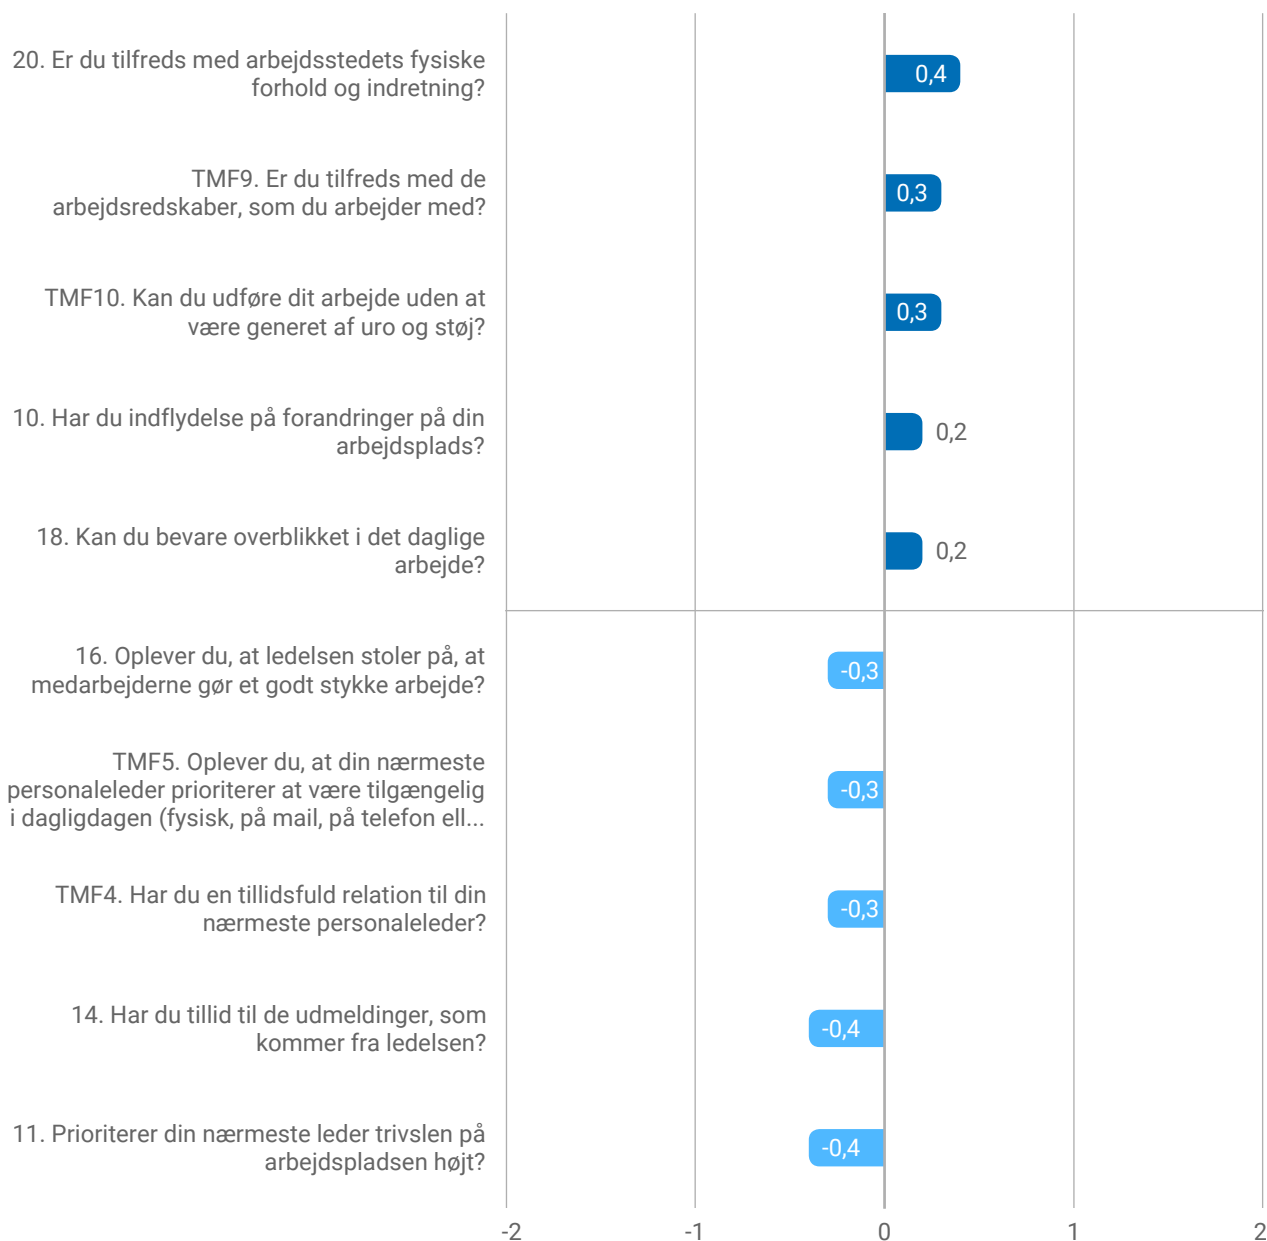 20. Er du tilfreds med arbejdsstedets fysiske
forhold og indretning?
0,4
TMF9. Er du tilfreds med de
arbejdsredskaber, som du arbejder med?
0,3
TMF10. Kan du udføre dit arbejde uden at
være generet af uro og støj?
0,3
10. Har du indflydelse på forandringer på din
arbejdsplads?
0,2
18. Kan du bevare overblikket i det daglige
arbejde?
0,2
16. Oplever du, at ledelsen stoler på, at
medarbejderne gør et godt stykke arbejde?
-0,3
TMF5. Oplever du, at din nærmeste
personaleleder prioriterer at være tilgængelig
i dagligdagen (fysisk, på mail, på telefon ell...
-0,3
TMF4. Har du en tillidsfuld relation til din
nærmeste personaleleder?
-0,3
14. Har du tillid til de udmeldinger, som
kommer fra ledelsen?
-0,4
11. Prioriterer din nærmeste leder trivslen på
arbejdspladsen højt?
-0,4
-2 -1 0 1 2